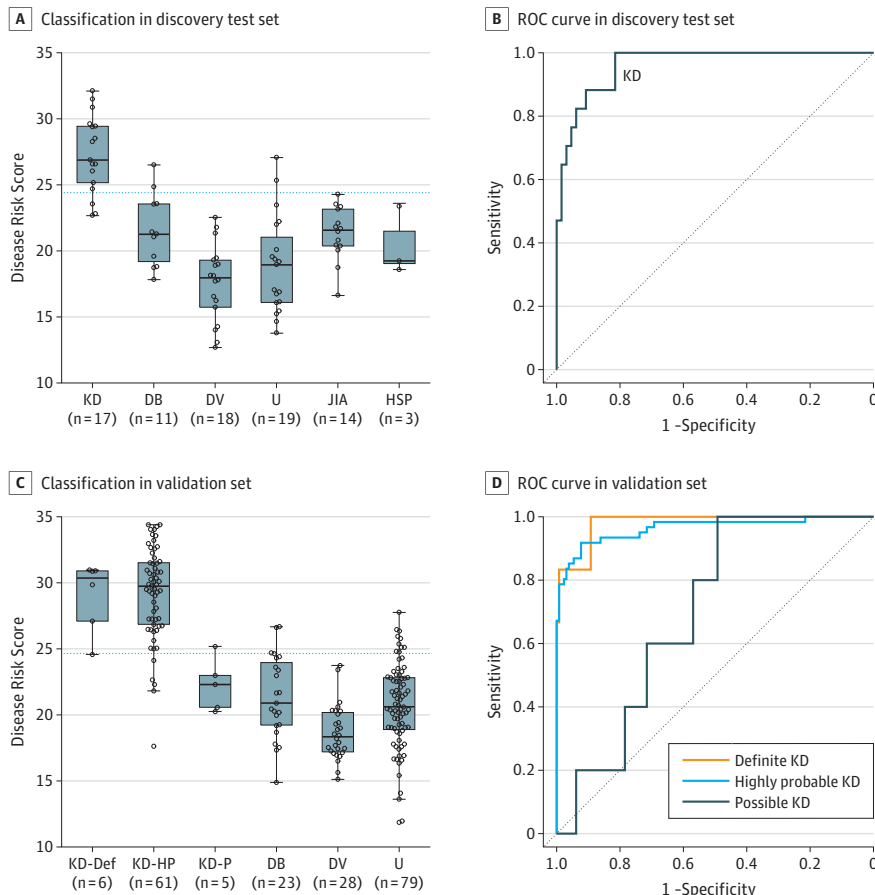 A Classification in discovery test set
35
30
25
20
15
10
Disease Risk Score
KD DB DV U JIA HSP
(n=17) (n=11) (n=18) (n=19) (n=14) (n=3)
B ROC curve in discovery test set
1.0
0.8
0.6
0.4
0.2
0
Sensitivity
KD
1.0 0.8 0.6 0.4 0.2 0
1 -Specificity
C Classification in validation set
35
30
25
20
15
10
Disease Risk Score
KD-Def KD-HP KD-P DB DV U
(n=6) (n=61) (n=5) (n=23) (n=28) (n=79)
D ROC curve in validation set
1.0
0.8
0.6
0.4
0.2
0
Sensitivity
Definite KD
Highly probable KD
Possible KD
1.0 0.8 0.6 0.4 0.2 0
1 -Specificity